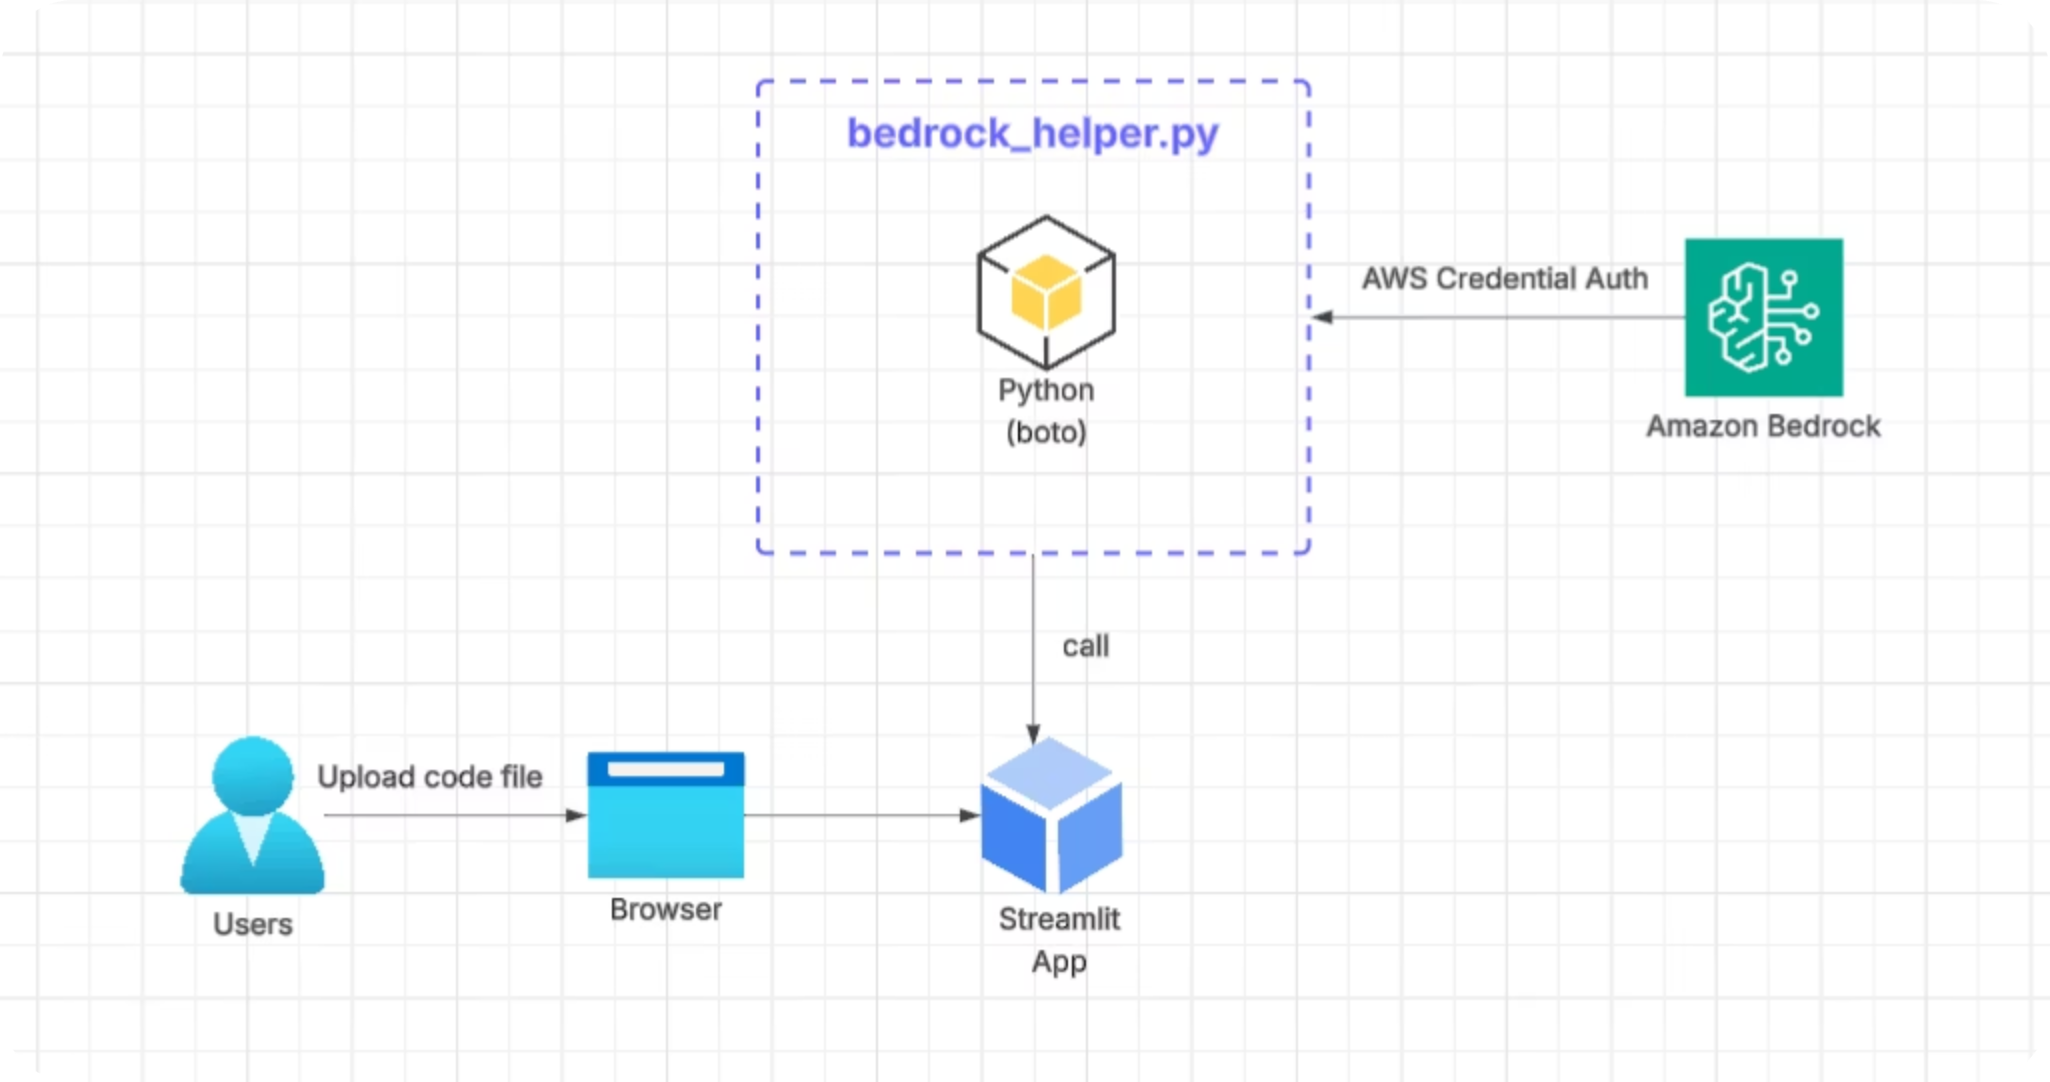 bedrock_helper.py
Python
(boto)
AWS Credential Auth
Amazon Bedrock
call
Upload code file
Users
Browser
Streamlit
App